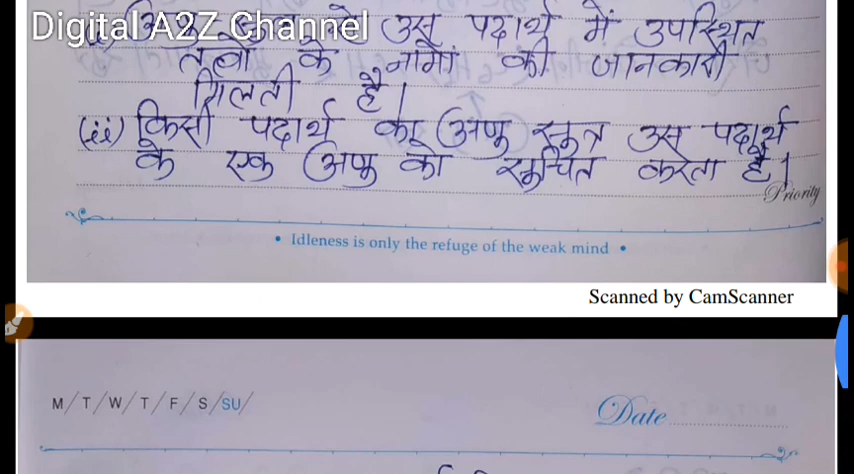 Digital A2Z Channel
उस पदार्थ में उपस्थित
तत्वों के नामों की जानकारी
मिलती है।
(ii) किसी पदार्थ का अणु सूत्र उस पदार्थ
के एक अणु को सूचित करता है।
Priority
• Idleness is only the refuge of the weak mind •
Scanned by CamScanner
M/T/W/T/F/S/SU/
Date